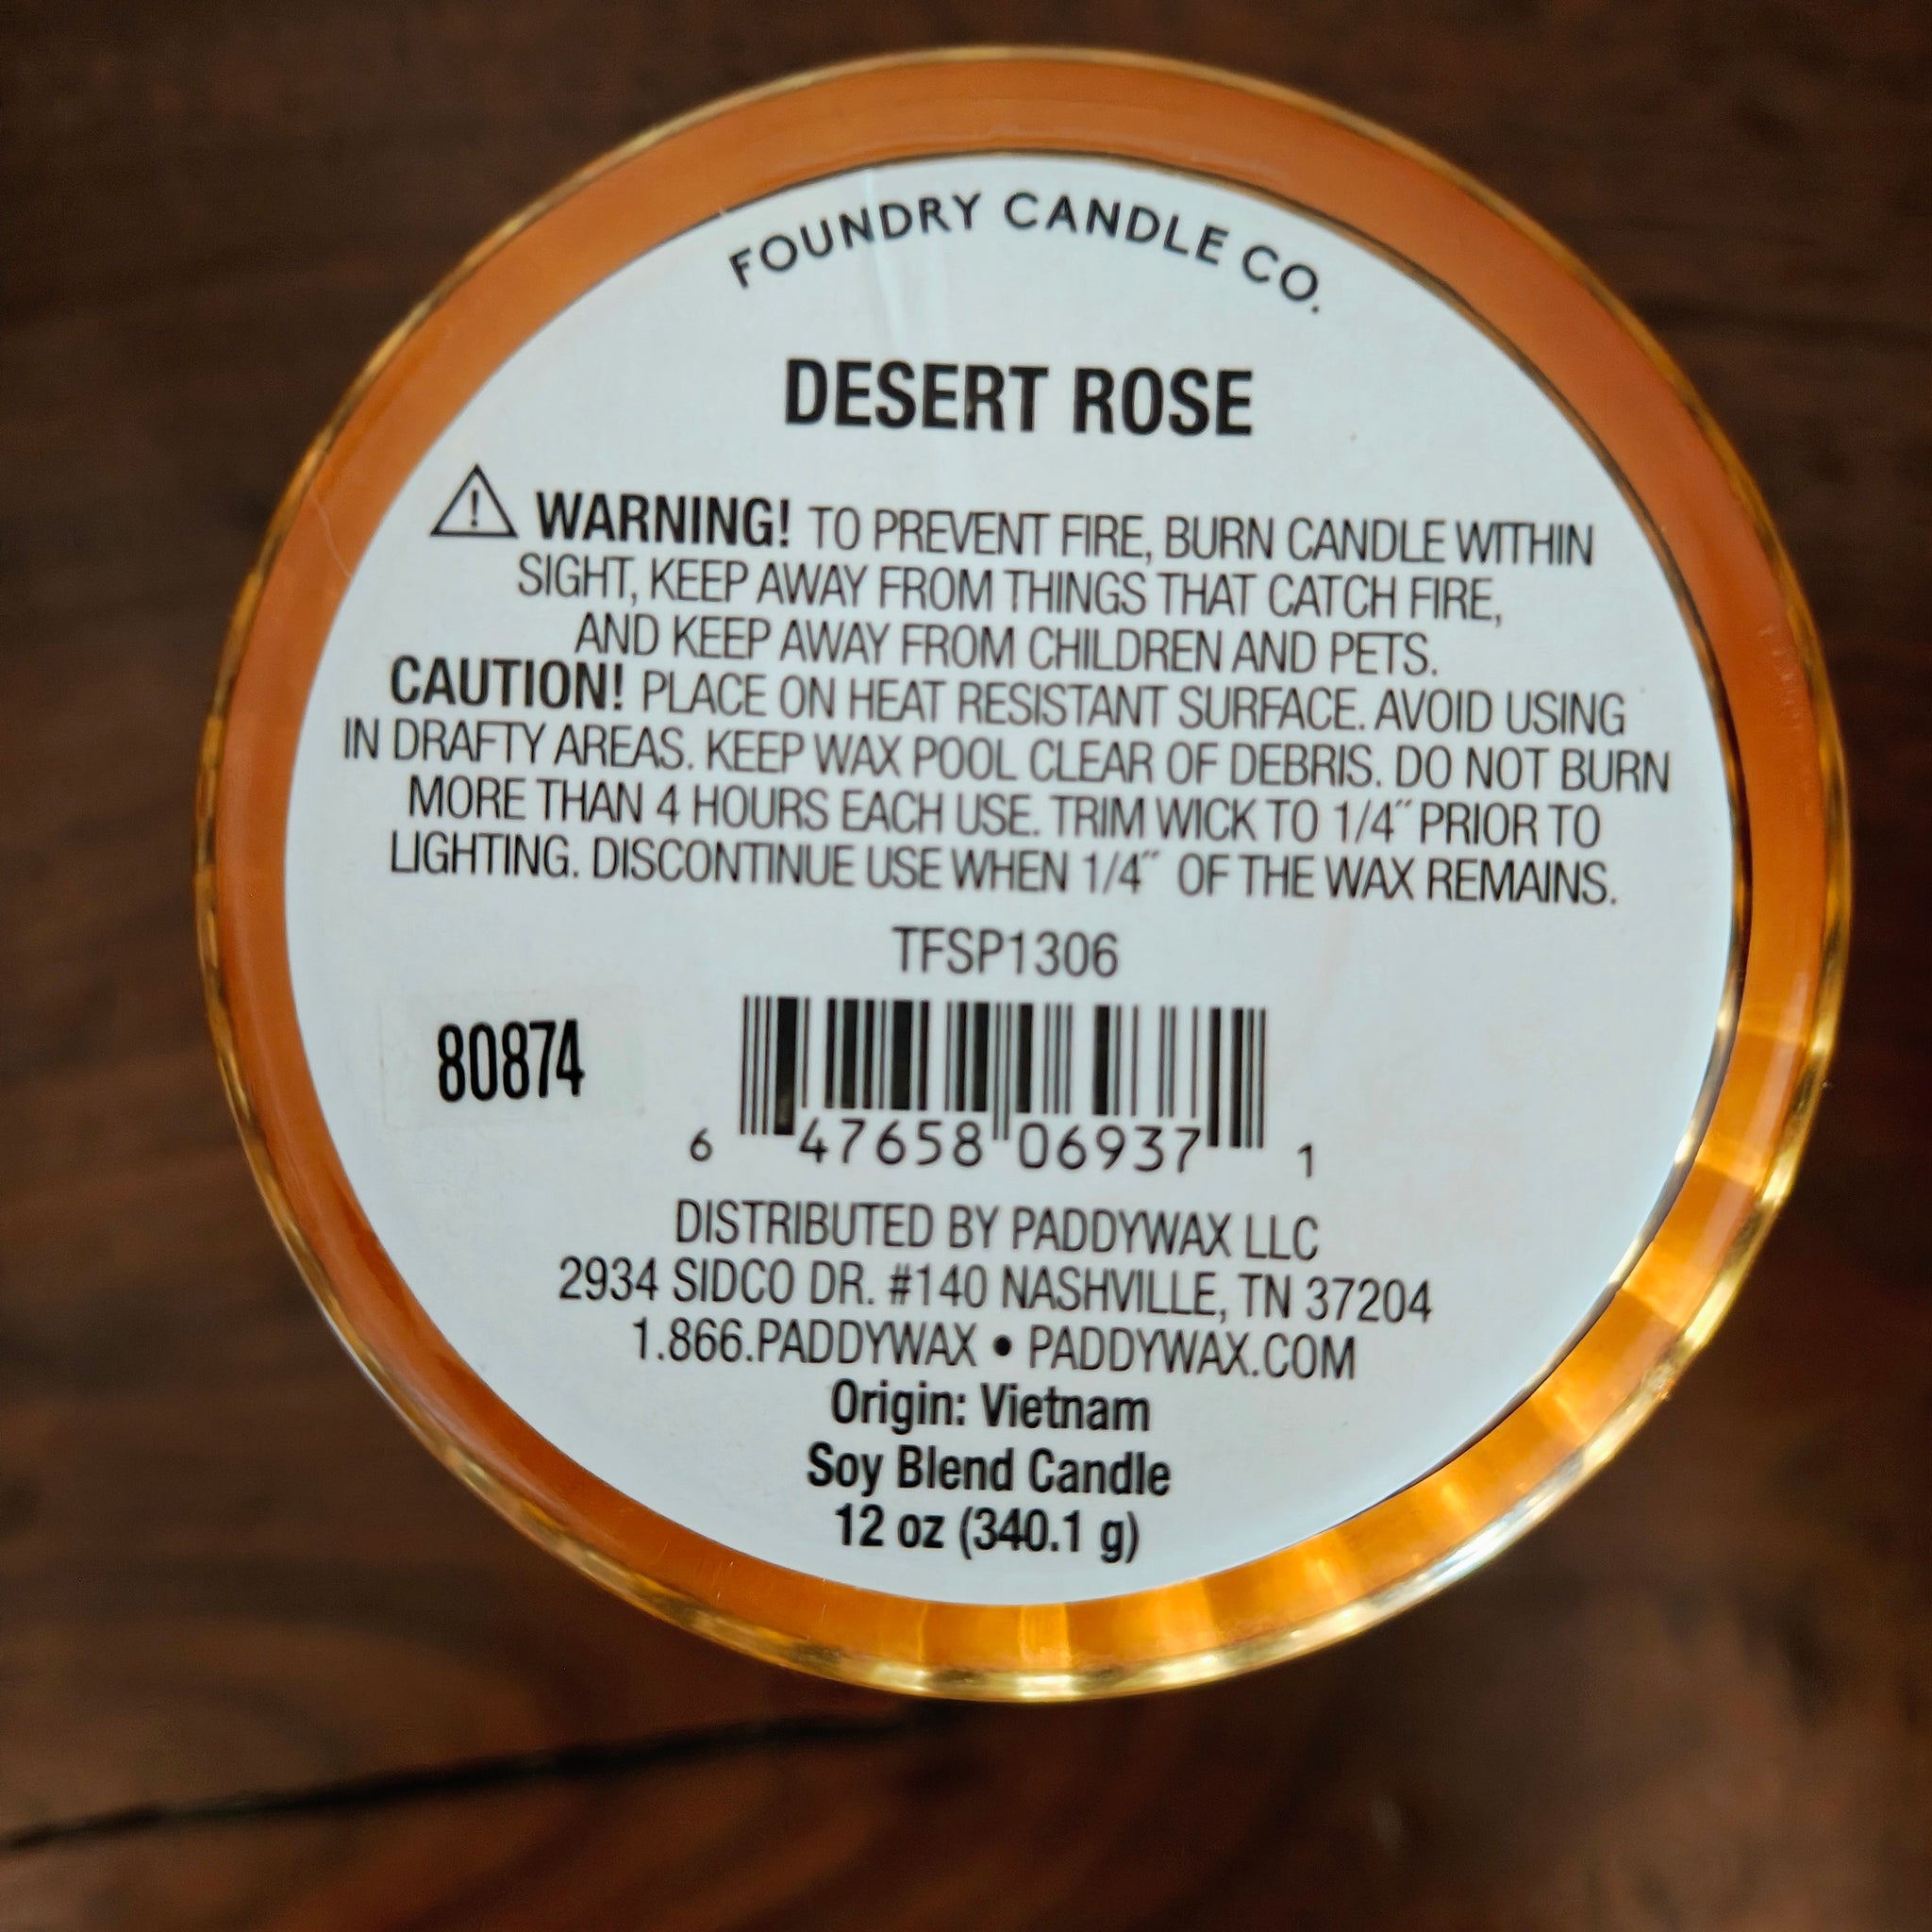 FOUNDRY CANDLE CO.
DESERT ROSE
WARNING! TO PREVENT FIRE, BURN CANDLE WITHIN
SIGHT, KEEP AWAY FROM THINGS THAT CATCH FIRE,
AND KEEP AWAY FROM CHILDREN AND PETS.
CAUTION! PLACE ON HEAT RESISTANT SURFACE. AVOID USING
IN DRAFTY AREAS. KEEP WAX POOL CLEAR OF DEBRIS. DO NOT BURN
MORE THAN 4 HOURS EACH USE. TRIM WICK TO 1/4˝ PRIOR TO
LIGHTING. DISCONTINUE USE WHEN 1/4˝ OF THE WAX REMAINS.
TFSP1306
80874
6 47658 06937 1
DISTRIBUTED BY PADDYWAX LLC
2934 SIDCO DR. #140 NASHVILLE, TN 37204
1.866.PADDYWAX • PADDYWAX.COM
Origin: Vietnam
Soy Blend Candle
12 oz (340.1 g)